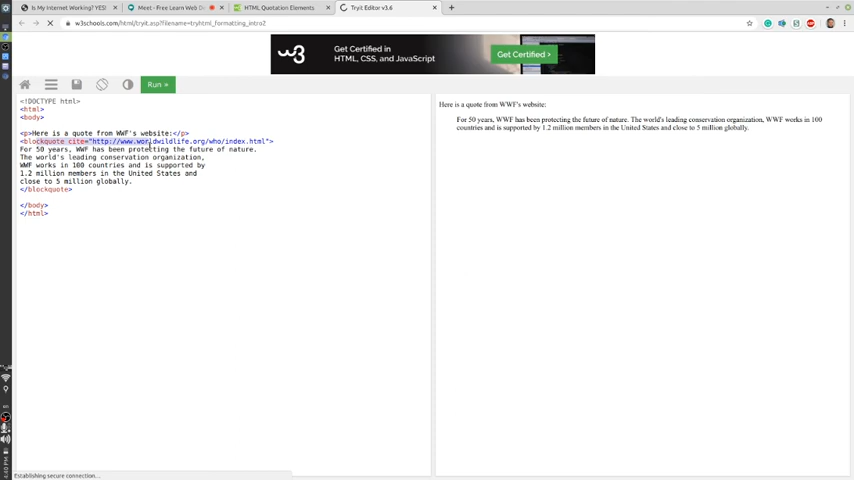 Is My Internet Working? YES!
Meet - Free Learn Web De
HTML Quotation Elements
Tryit Editor v3.6
w3schools.com/html/tryit.asp?filename=tryhtml_formatting_intro2
Get Certified in
HTML, CSS, and JavaScript
Get Certified >
Run »
<!DOCTYPE html>
<html>
<body>
<p>Here is a quote from WWF's website:</p>
<blockquote cite="http://www.worldwildlife.org/who/index.html">
For 50 years, WWF has been protecting the future of nature.
The world's leading conservation organization,
WWF works in 100 countries and is supported by
1.2 million members in the United States and
close to 5 million globally.
</blockquote>
</body>
</html>
Here is a quote from WWF's website:
For 50 years, WWF has been protecting the future of nature. The world's leading conservation organization, WWF works in 100
countries and is supported by 1.2 million members in the United States and close to 5 million globally.
4:40 PM
Establishing secure connection...